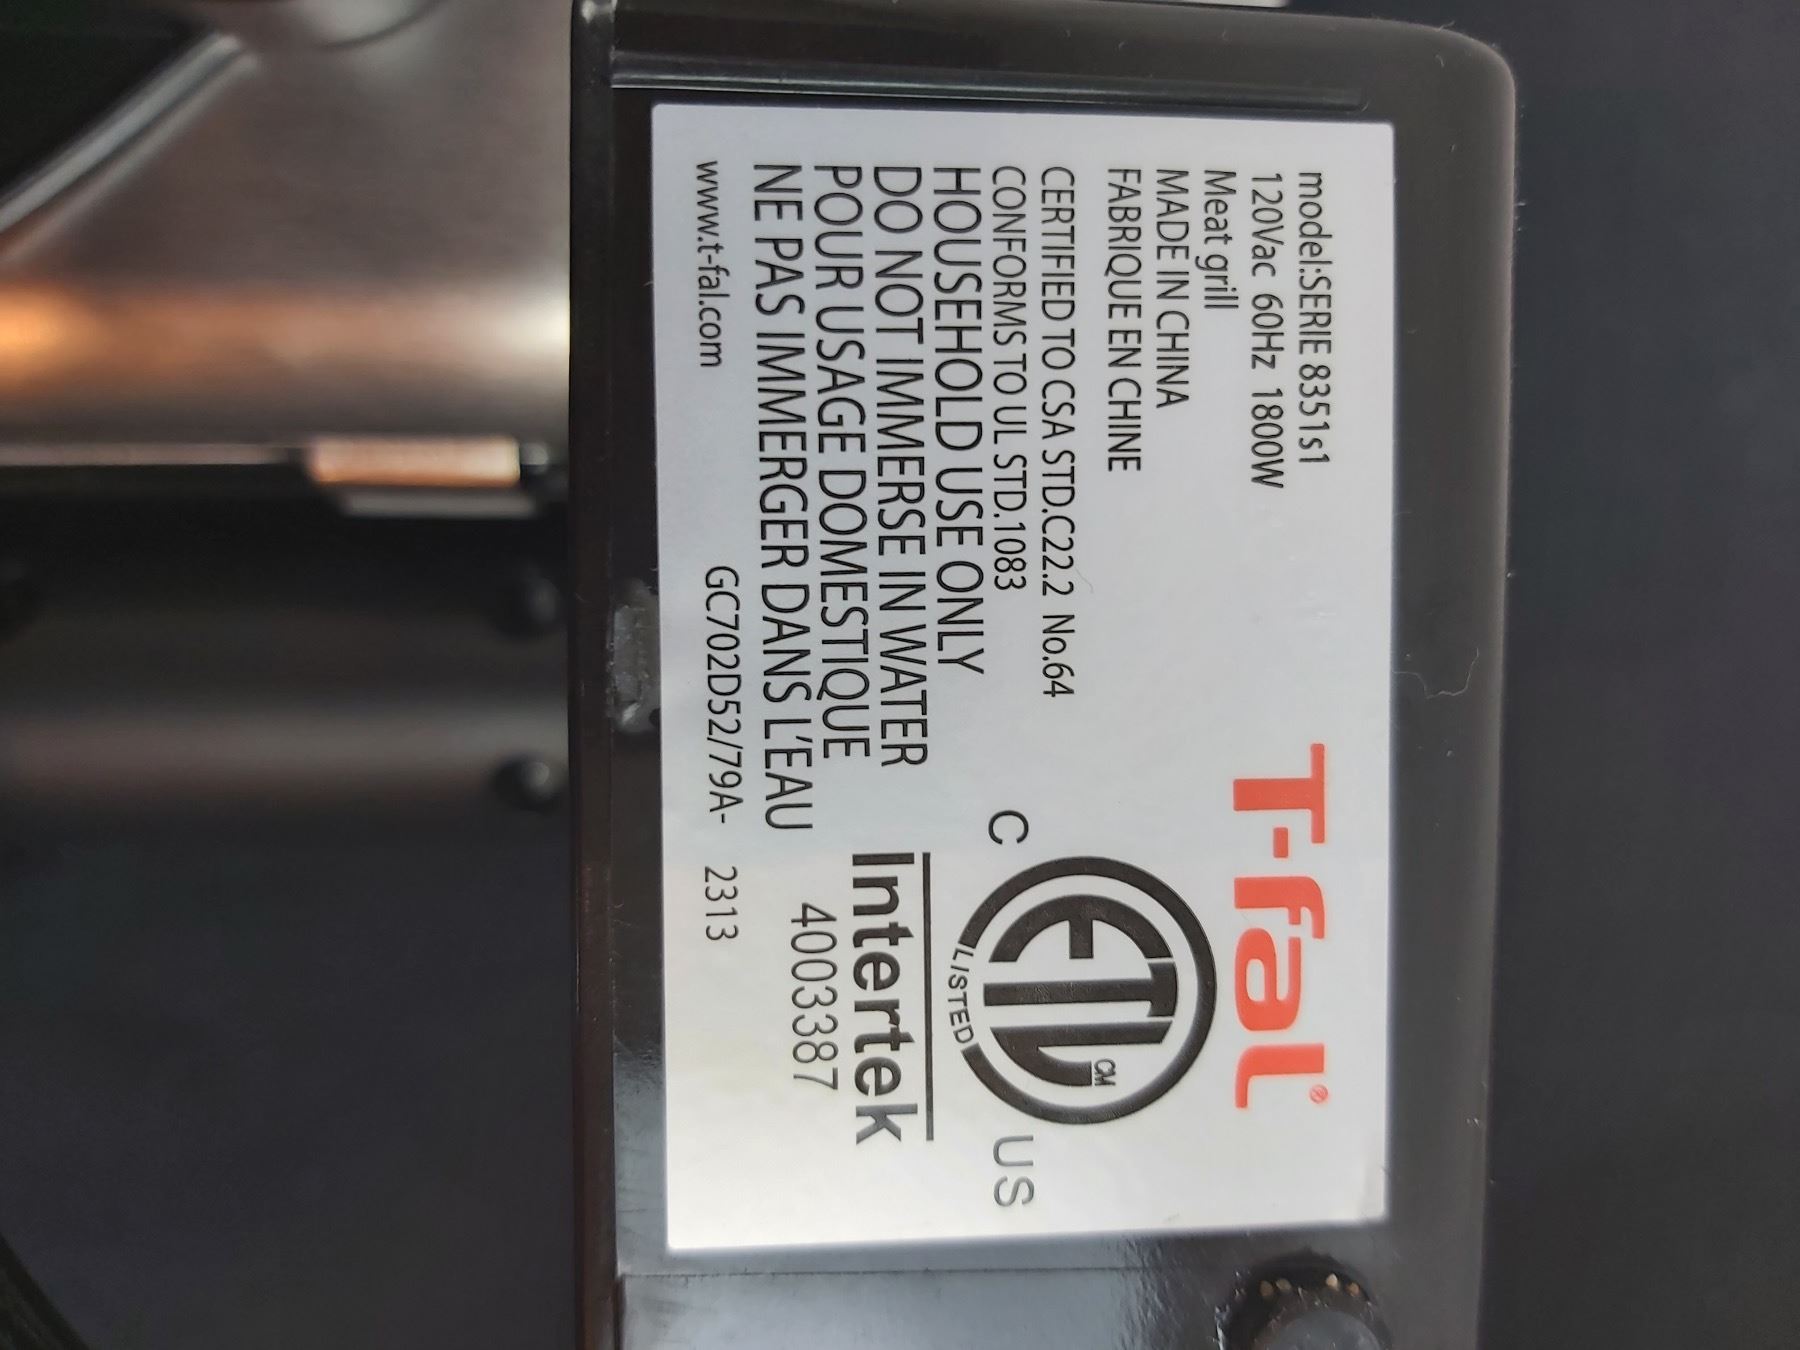 model:SERIE 8351s1
120Vac 60Hz 1800W
Meat grill
MADE IN CHINA
FABRIQUE EN CHINE
T-fal®
CERTIFIED TO CSA STD.C22.2 No.64
CONFORMS TO UL STD.1083
HOUSEHOLD USE ONLY
DO NOT IMMERSE IN WATER
POUR USAGE DOMESTIQUE
NE PAS IMMERGER DANS L'EAU
C ETL CM US
LISTED
Intertek
4003387
www.t-fal.com GC702D52/79A- 2313